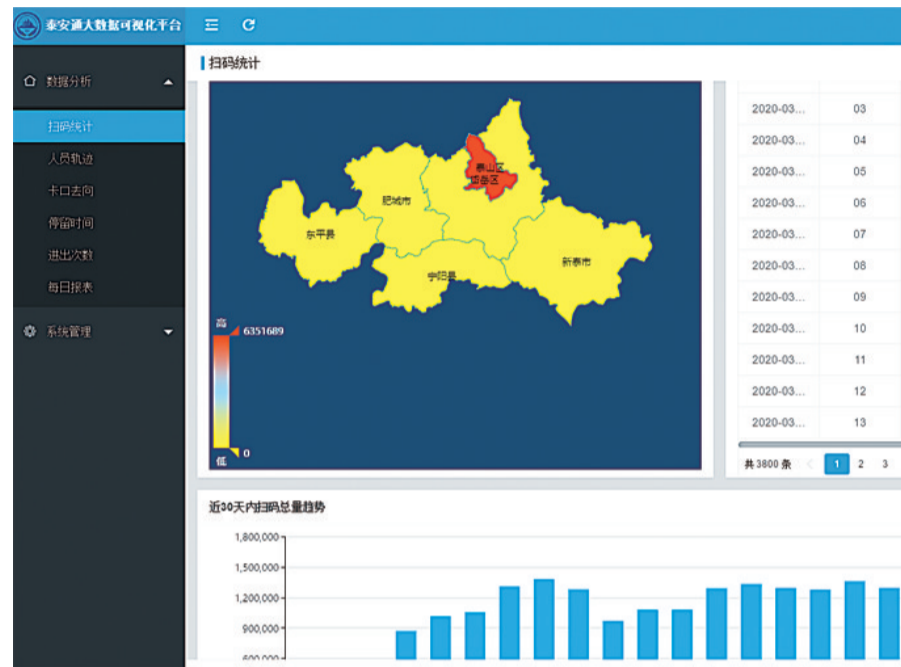 泰安通大数据可视化平台
数据分析
扫码统计
人员轨迹
卡口去向
停留时间
进出次数
每日报表
系统管理
扫码统计
泰山区
岱岳区
肥城市
东平县
宁阳县
新泰市
高
6351689
0
低
2020-03... 03
2020-03... 04
2020-03... 05
2020-03... 06
2020-03... 07
2020-03... 08
2020-03... 09
2020-03... 10
2020-03... 11
2020-03... 12
2020-03... 13
共 3800 条 < 1 2 3
近30天内扫码总量趋势
1,800,000
1,500,000
1,200,000
900,000
600,000